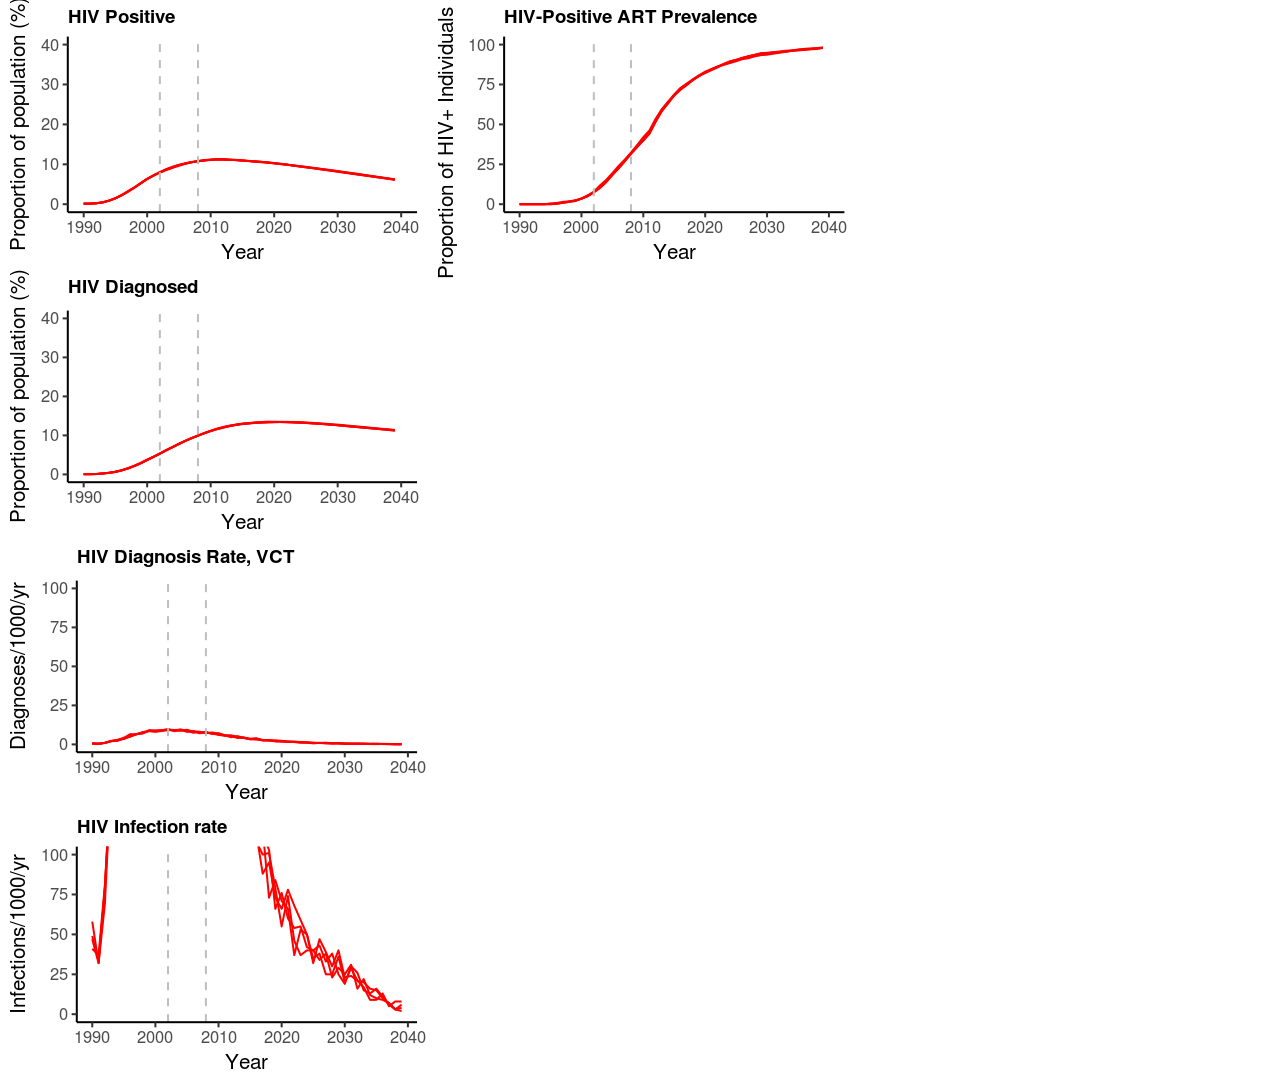 HIV Positive
Proportion of population (%)
40
30
20
10
0
1990 2000 2010 2020 2030 2040
Year
HIV-Positive ART Prevalence
Proportion of HIV+ Individuals
100
75
50
25
0
1990 2000 2010 2020 2030 2040
Year
HIV Diagnosed
Proportion of population (%)
40
30
20
10
0
1990 2000 2010 2020 2030 2040
Year
HIV Diagnosis Rate, VCT
Diagnoses/1000/yr
100
75
50
25
0
1990 2000 2010 2020 2030 2040
Year
HIV Infection rate
Infections/1000/yr
100
75
50
25
0
1990 2000 2010 2020 2030 2040
Year